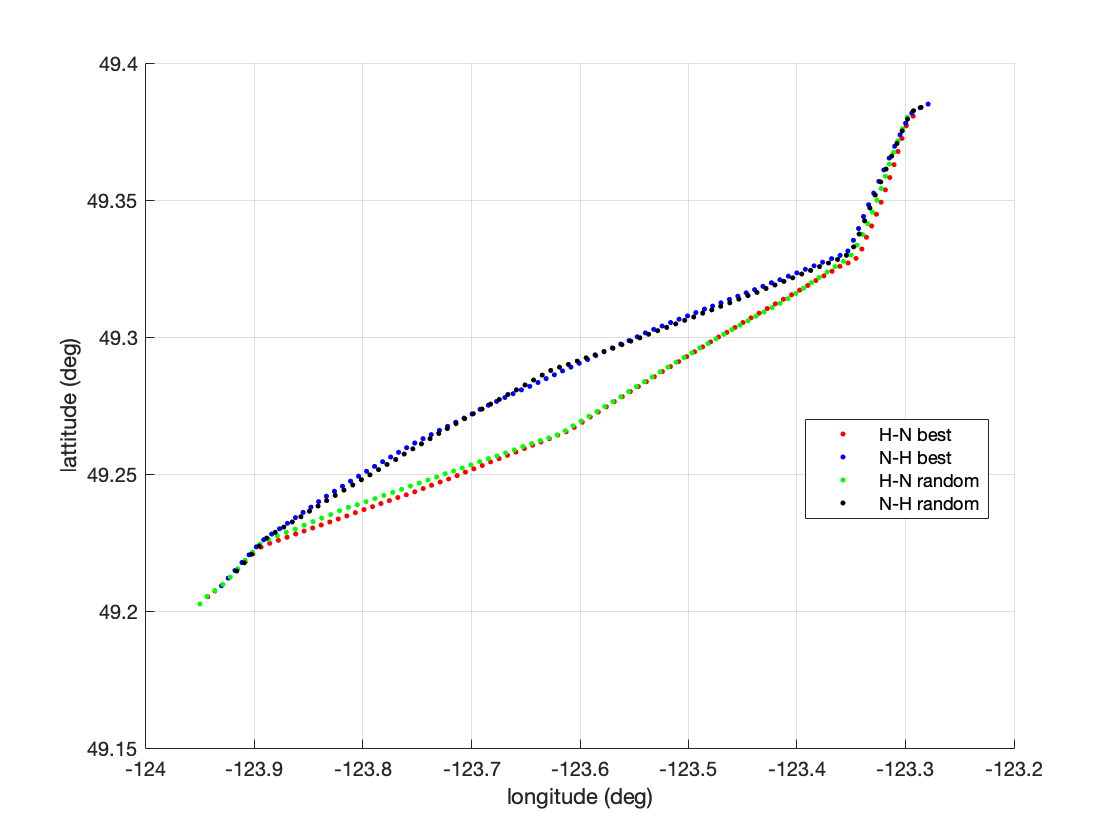 49.4
49.35
49.3
49.25
49.2
49.15
lattitude (deg)
H-N best
N-H best
H-N random
N-H random
-124 -123.9 -123.8 -123.7 -123.6 -123.5 -123.4 -123.3 -123.2
longitude (deg)